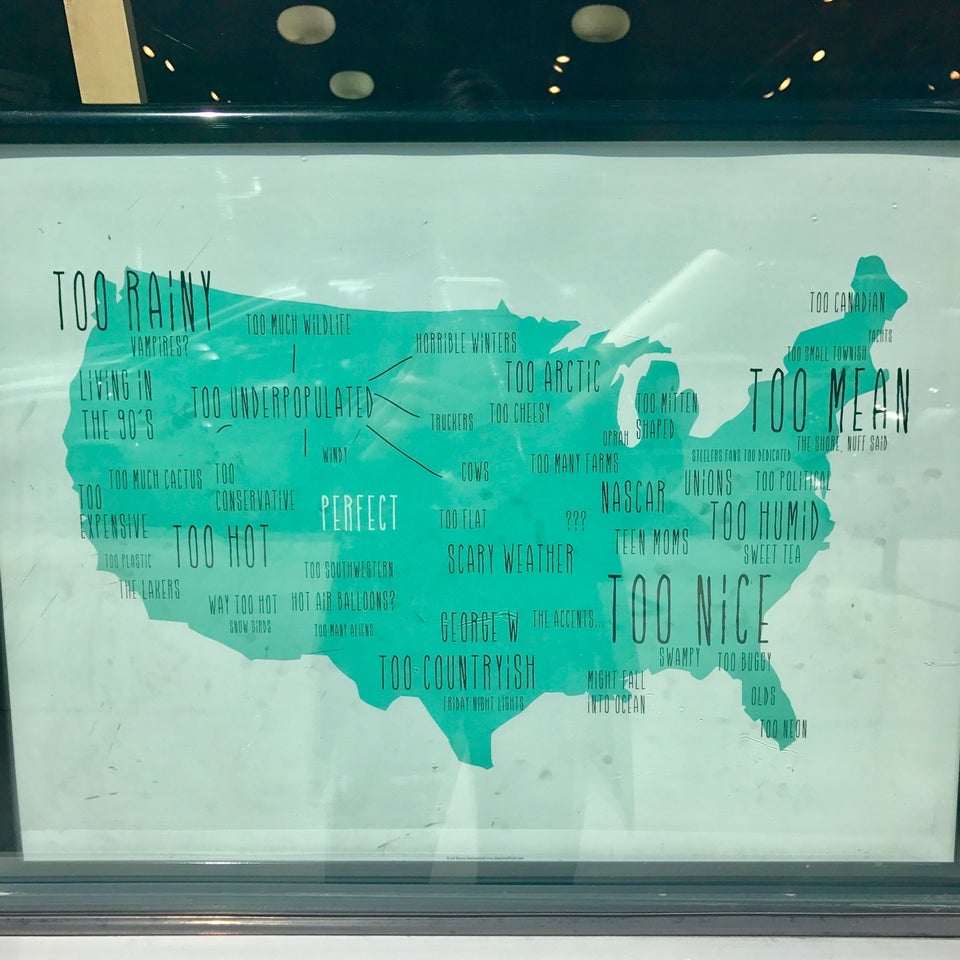 TOO CANADIAN
TOO RAINY
VAMPIRES?
TOO MUCH WILDLIFE
HORRIBLE WINTERS
YACHTS
TOO SMALL TOWNISH
TOO ARCTIC
TOO MEAN
LIVING IN
THE 90'S
TOO UNDERPOPULATED
TRUCKERS
TOO CHEESY
TOO MITTEN
SHAPED
OPRAH
THE SHORE, NUFF SAID
WINDY
STEELERS FANS TOO DEDICATED
COWS
TOO MANY FARMS
TOO MUCH CACTUS
TOO
CONSERVATIVE
UNIONS
TOO POLITICAL
TOO
EXPENSIVE
PERFECT
NASCAR
TOO FLAT
???
TOO HUMID
TOO HOT
TEEN MOMS
SWEET TEA
TOO PLASTIC
SCARY WEATHER
TOO SOUTHWESTERN
THE LAKERS
WAY TOO HOT
HOT AIR BALLOONS?
SNOW BIRDS
TOO MANY ALIENS
GEORGE W
THE ACCENTS...
TOO NICE
TOO COUNTRYISH
SWAMPY
TOO BUGGY
MIGHT FALL
INTO OCEAN
FRIDAY NIGHT LIGHTS
OLDS
TOO NEON